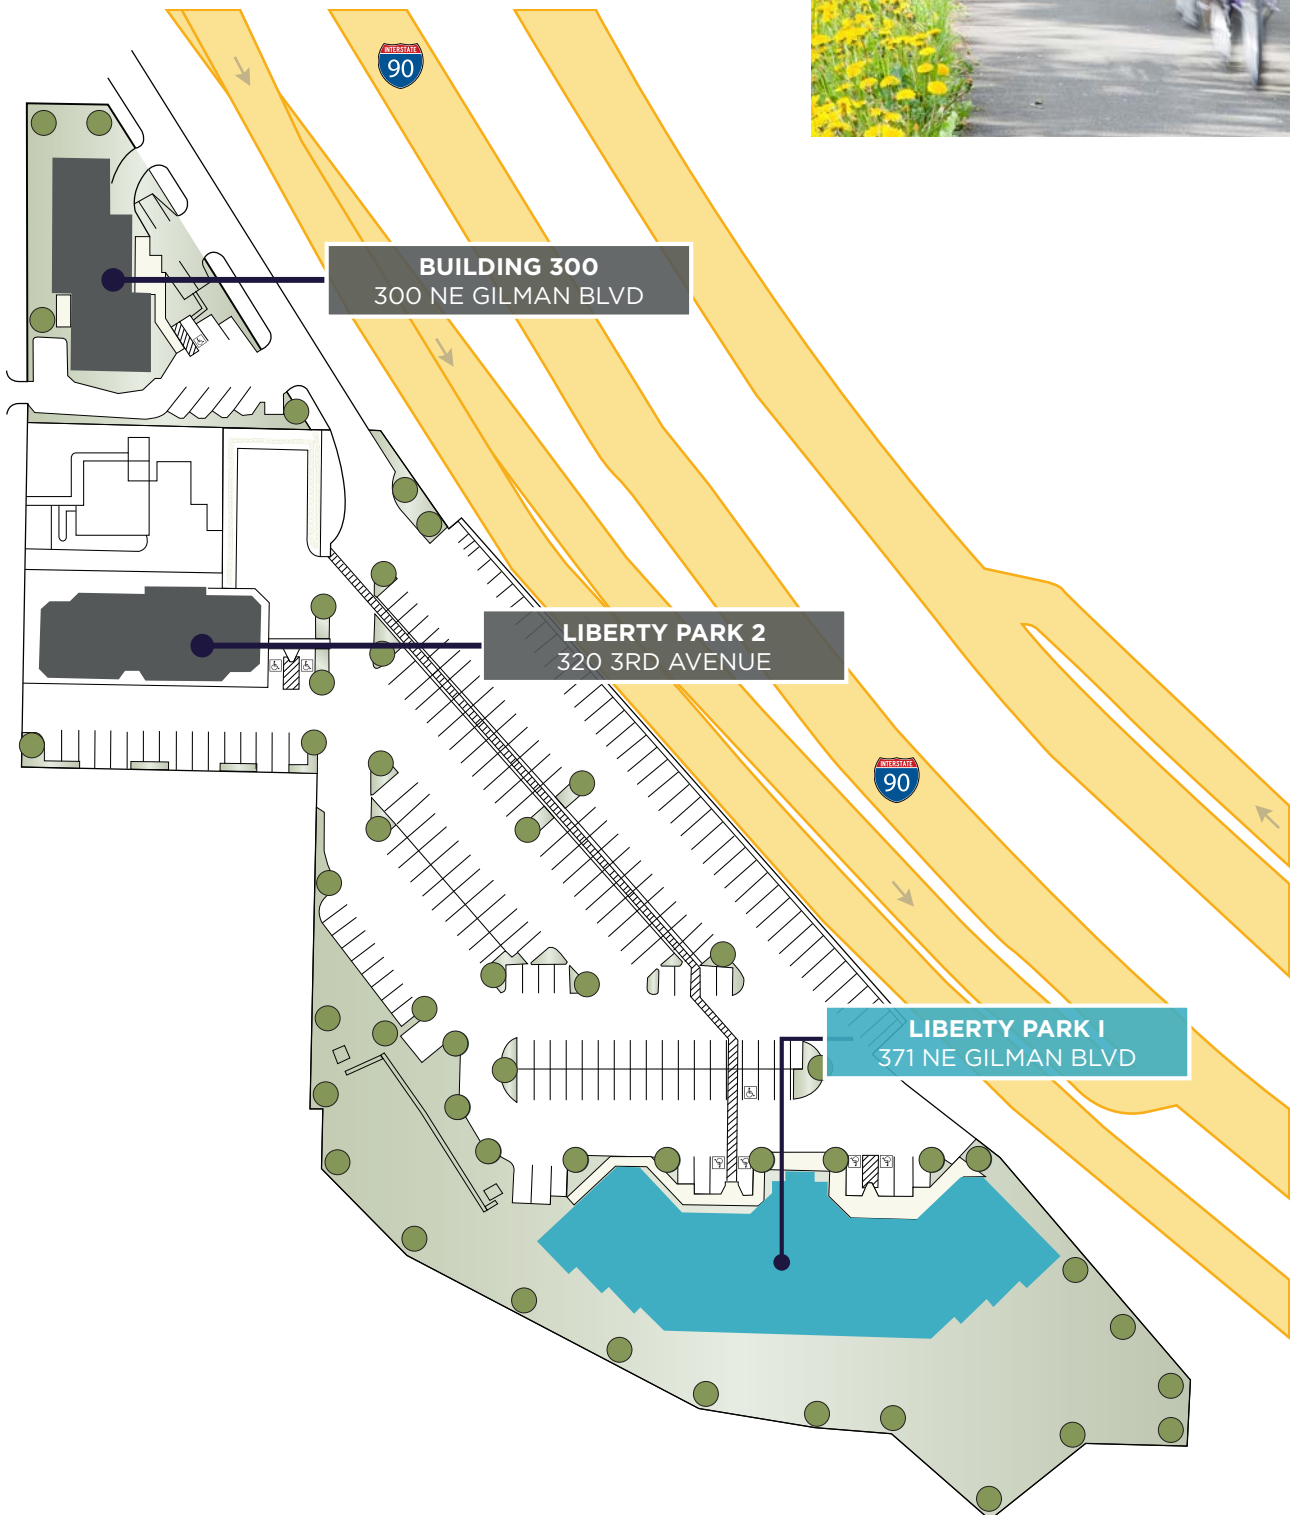 INTERSTATE
90
BUILDING 300
300 NE GILMAN BLVD
LIBERTY PARK 2
320 3RD AVENUE
INTERSTATE
90
LIBERTY PARK I
371 NE GILMAN BLVD